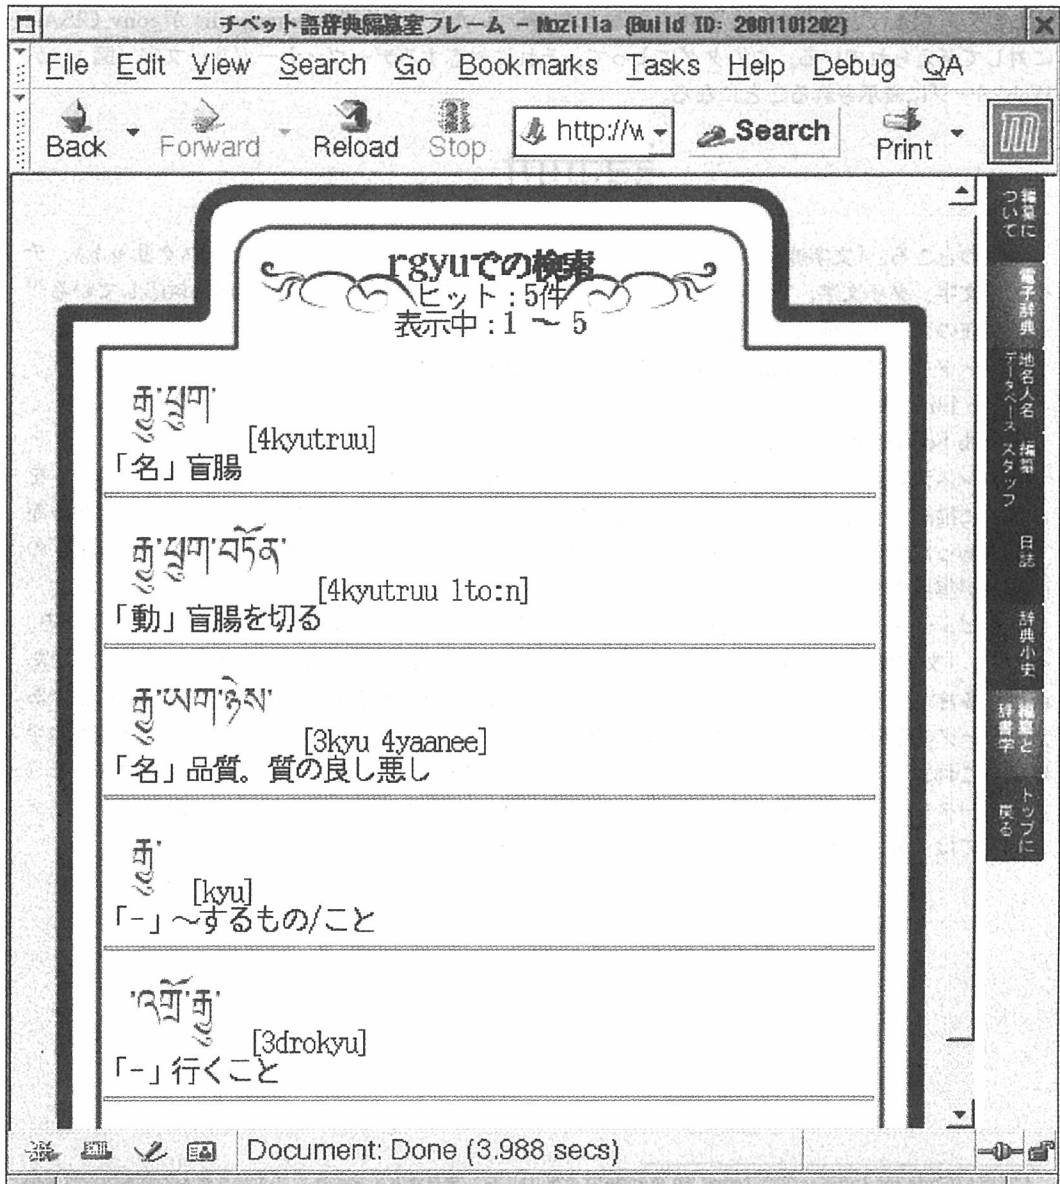 チベット語辞典編纂室フレーム - Mozilla {Build ID: 2001101202}
File Edit View Search Go Bookmarks Tasks Help Debug QA
Back Forward Reload Stop http://w Search Print
rgyuでの検索
ヒット:5件
表示中:1 ~ 5
རྒྱུ་ཕྲུག་
[4kyutruu]
「名」盲腸
རྒྱུ་ཕྲུག་བཏོན་
[4kyutruu 1to:n]
「動」盲腸を切る
རྒྱུ་ཡག་ཉེས་
[3kyu 4yaanee]
「名」品質。質の良し悪し
རྒྱུ་
[kyu]
「-」~するもの/こと
་འགྲོ་རྒྱུ་
[3drokyu]
「-」行くこと
編纂について
電子辞典
地名人名データベース
編纂スタッフ
日誌
辞典小史
編纂と辞書学
トップに戻る
Document: Done (3.988 secs)